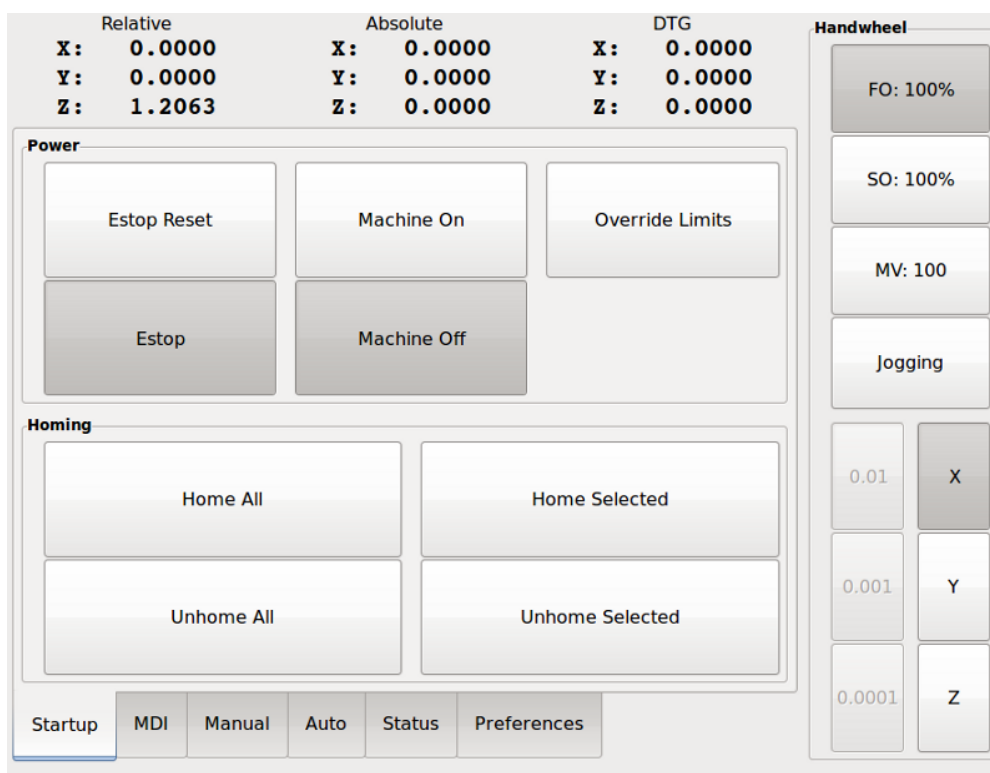 Relative Absolute DTG
X: 0.0000 X: 0.0000 X: 0.0000
Y: 0.0000 Y: 0.0000 Y: 0.0000
Z: 1.2063 Z: 0.0000 Z: 0.0000
Power
Estop Reset Machine On Override Limits
Estop Machine Off
Homing
Home All Home Selected
Unhome All Unhome Selected
Startup MDI Manual Auto Status Preferences
Handwheel
FO: 100%
SO: 100%
MV: 100
Jogging
0.01 X
0.001 Y
0.0001 Z